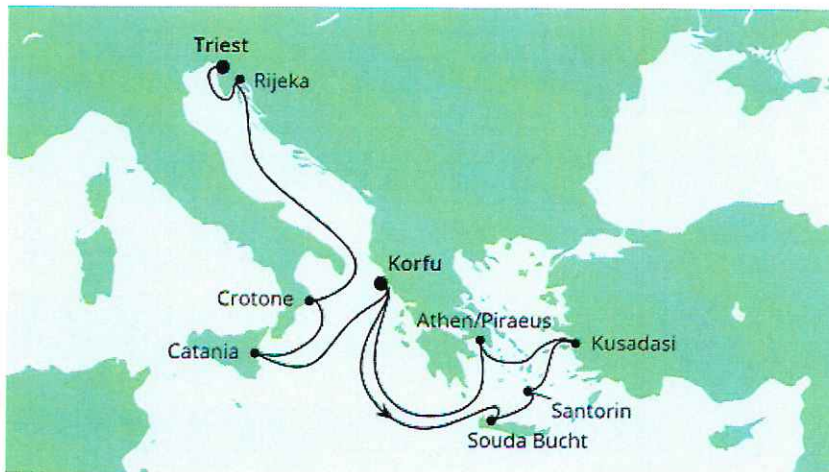 Triest
Rijeka
Korfu
Crotone
Athen/Piraeus
Catania
Kusadasi
Santorin
Souda Bucht